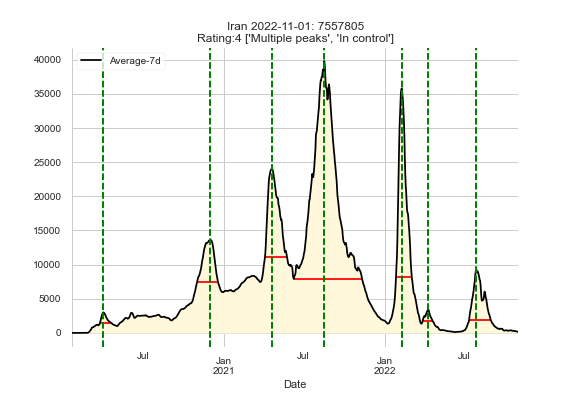 Iran 2022-11-01: 7557805
Rating:4 ['Multiple peaks', 'In control']
Average-7d
40000
35000
30000
25000
20000
15000
10000
5000
0
Jul
Jan
2021
Jul
Jan
2022
Jul
Date